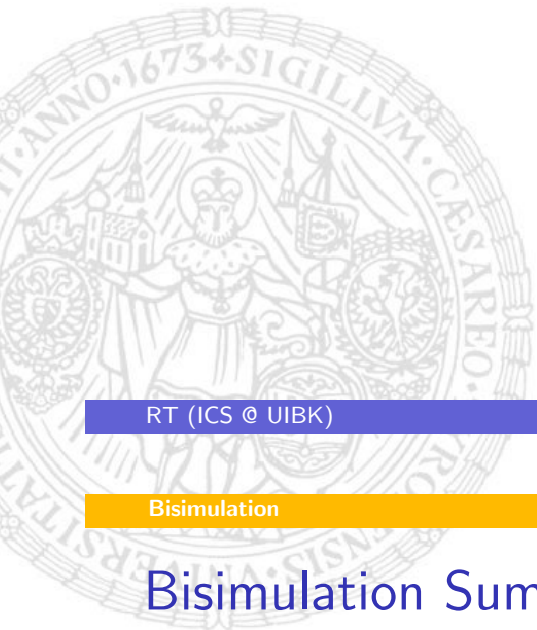 ANNO·1673+SIGILLVM·CÆSAREO·
RT (ICS @ UIBK)
Bisimulation
Bisimulation Sum